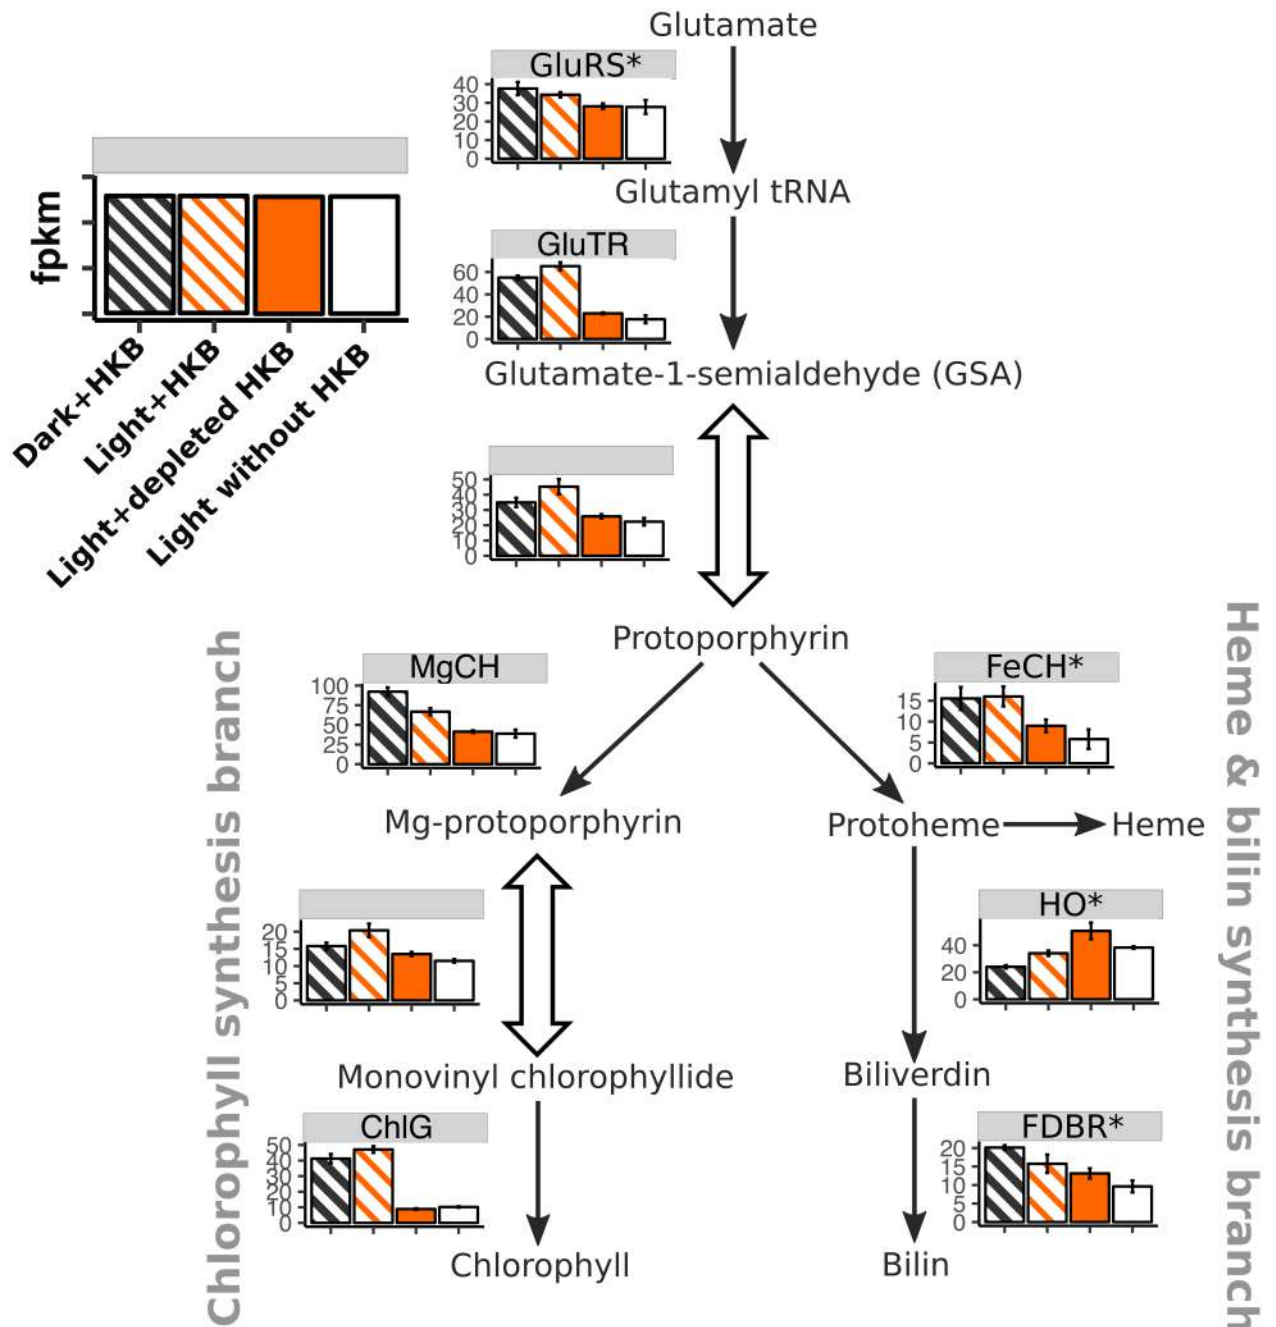 Glutamate
GluRS*
40
30
20
10
0
fpkm
Dark+HKB
Light+HKB
Light+depleted HKB
Light without HKB
Glutamyl tRNA
GluTR
60
40
20
0
Glutamate-1-semialdehyde (GSA)
50
40
30
20
10
0
Protoporphyrin
Chlorophyll synthesis branch
Heme & bilin synthesis branch
MgCH
100
75
50
25
0
FeCH*
15
10
5
0
Mg-protoporphyrin
Protoheme
Heme
20
15
10
5
0
HO*
40
20
0
Monovinyl chlorophyllide
Biliverdin
ChlG
50
40
30
20
10
0
FDBR*
20
15
10
5
0
Chlorophyll
Bilin